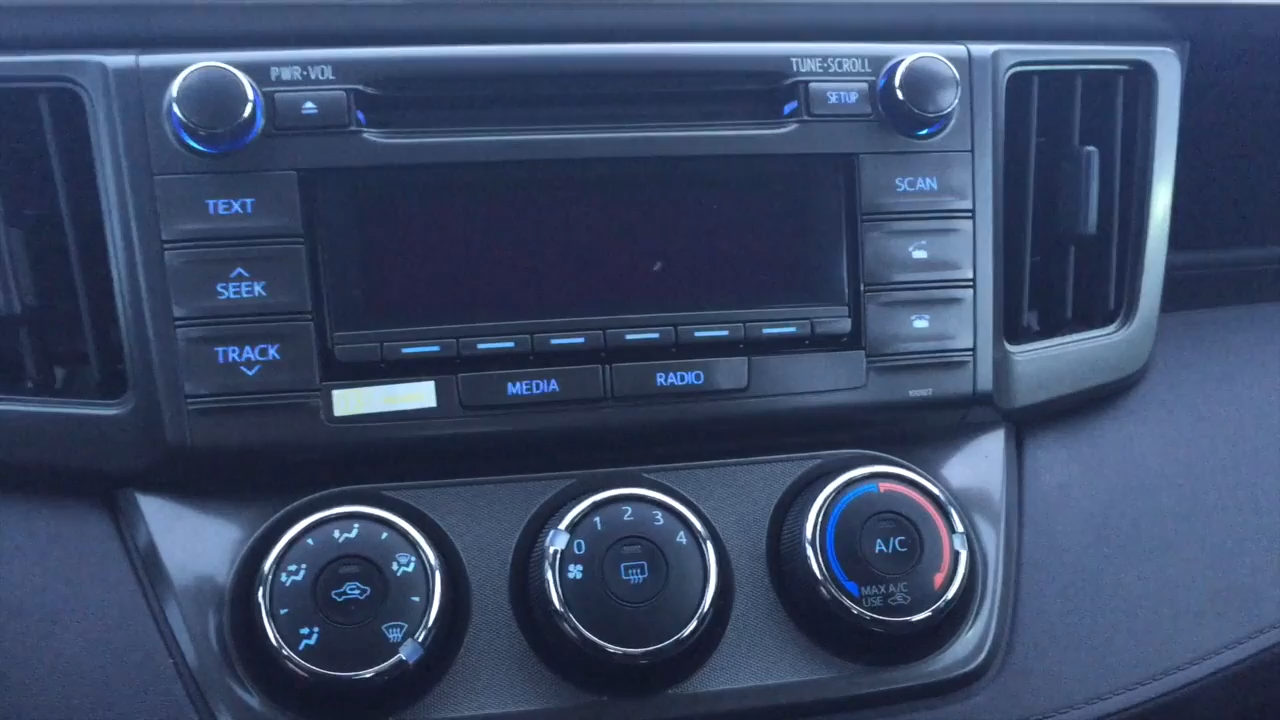 PWR·VOL
TUNE·SCROLL
SETUP
TEXT
SCAN
SEEK
TRACK
MEDIA
RADIO
0 1 2 3 4
A/C
MAX A/C
USE